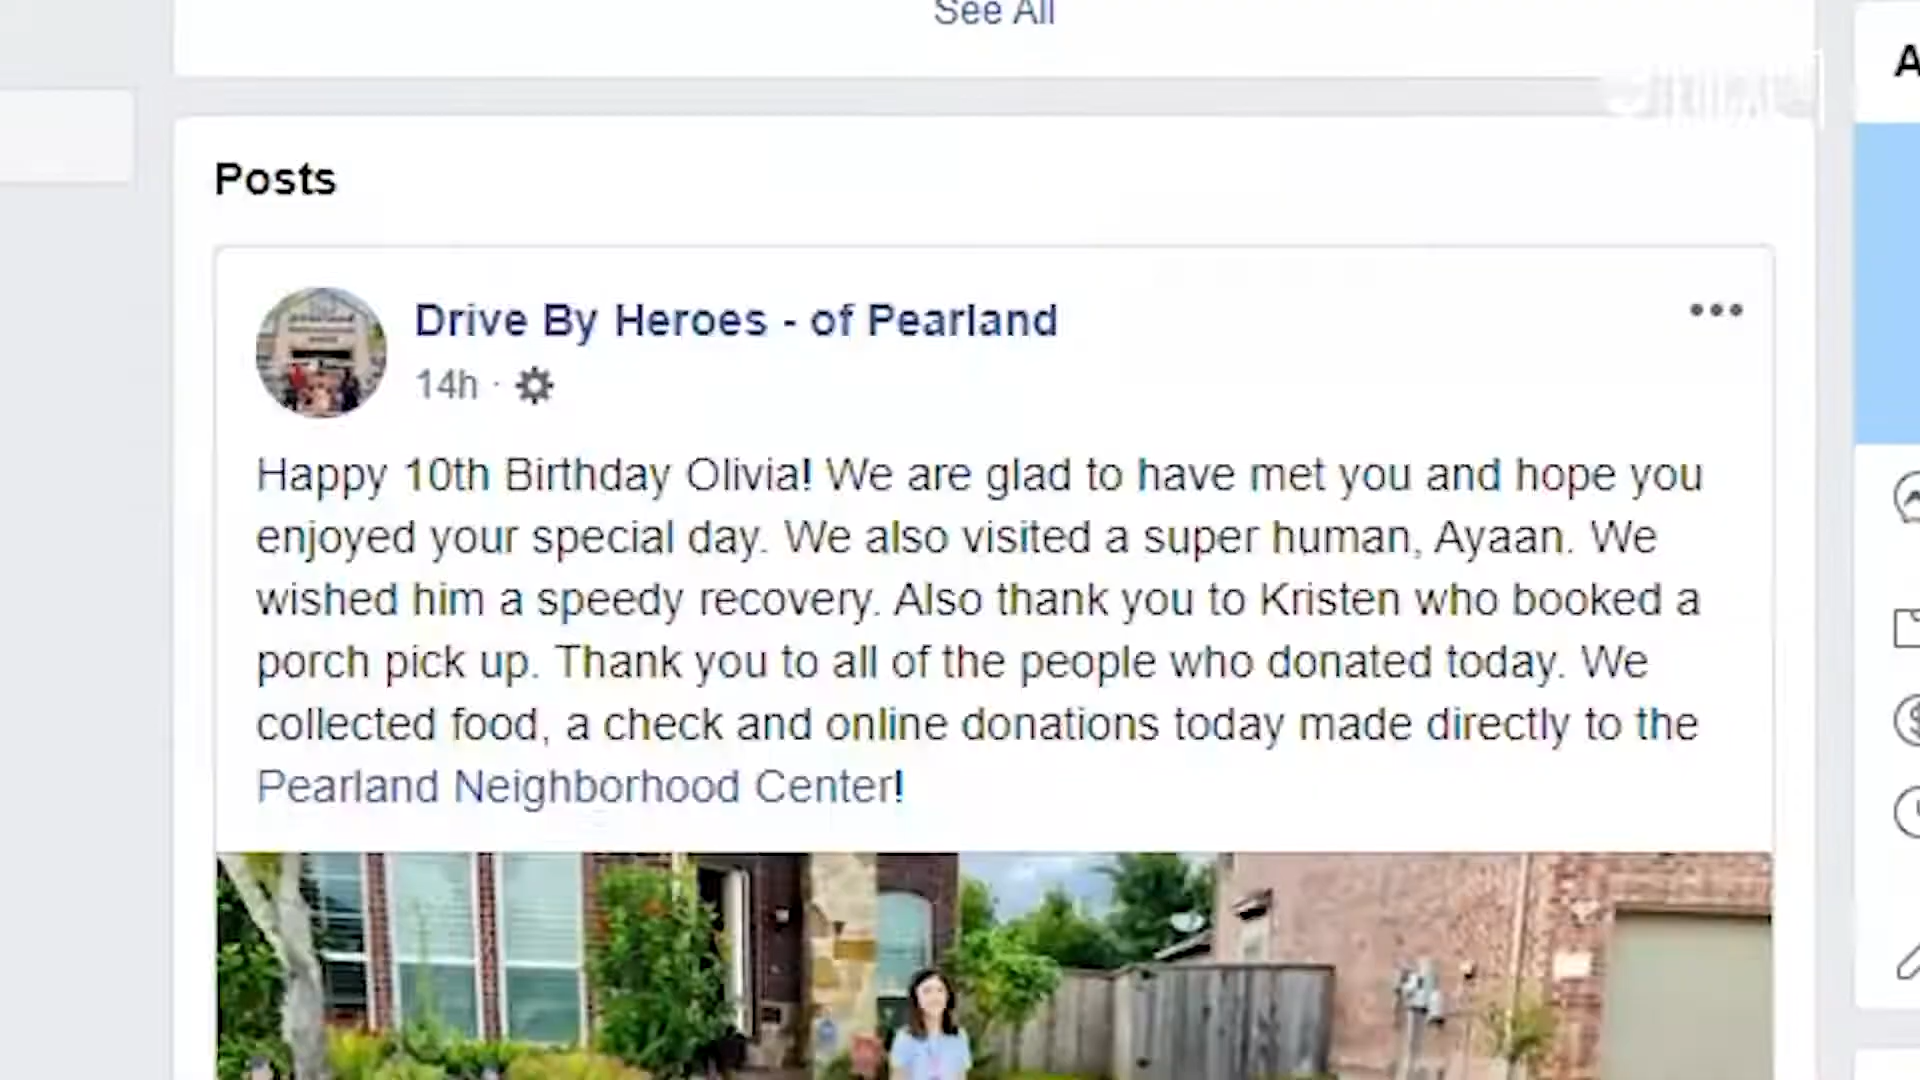 See All
Posts
Drive By Heroes - of Pearland
14h ·
Happy 10th Birthday Olivia! We are glad to have met you and hope you
enjoyed your special day. We also visited a super human, Ayaan. We
wished him a speedy recovery. Also thank you to Kristen who booked a
porch pick up. Thank you to all of the people who donated today. We
collected food, a check and online donations today made directly to the
Pearland Neighborhood Center!